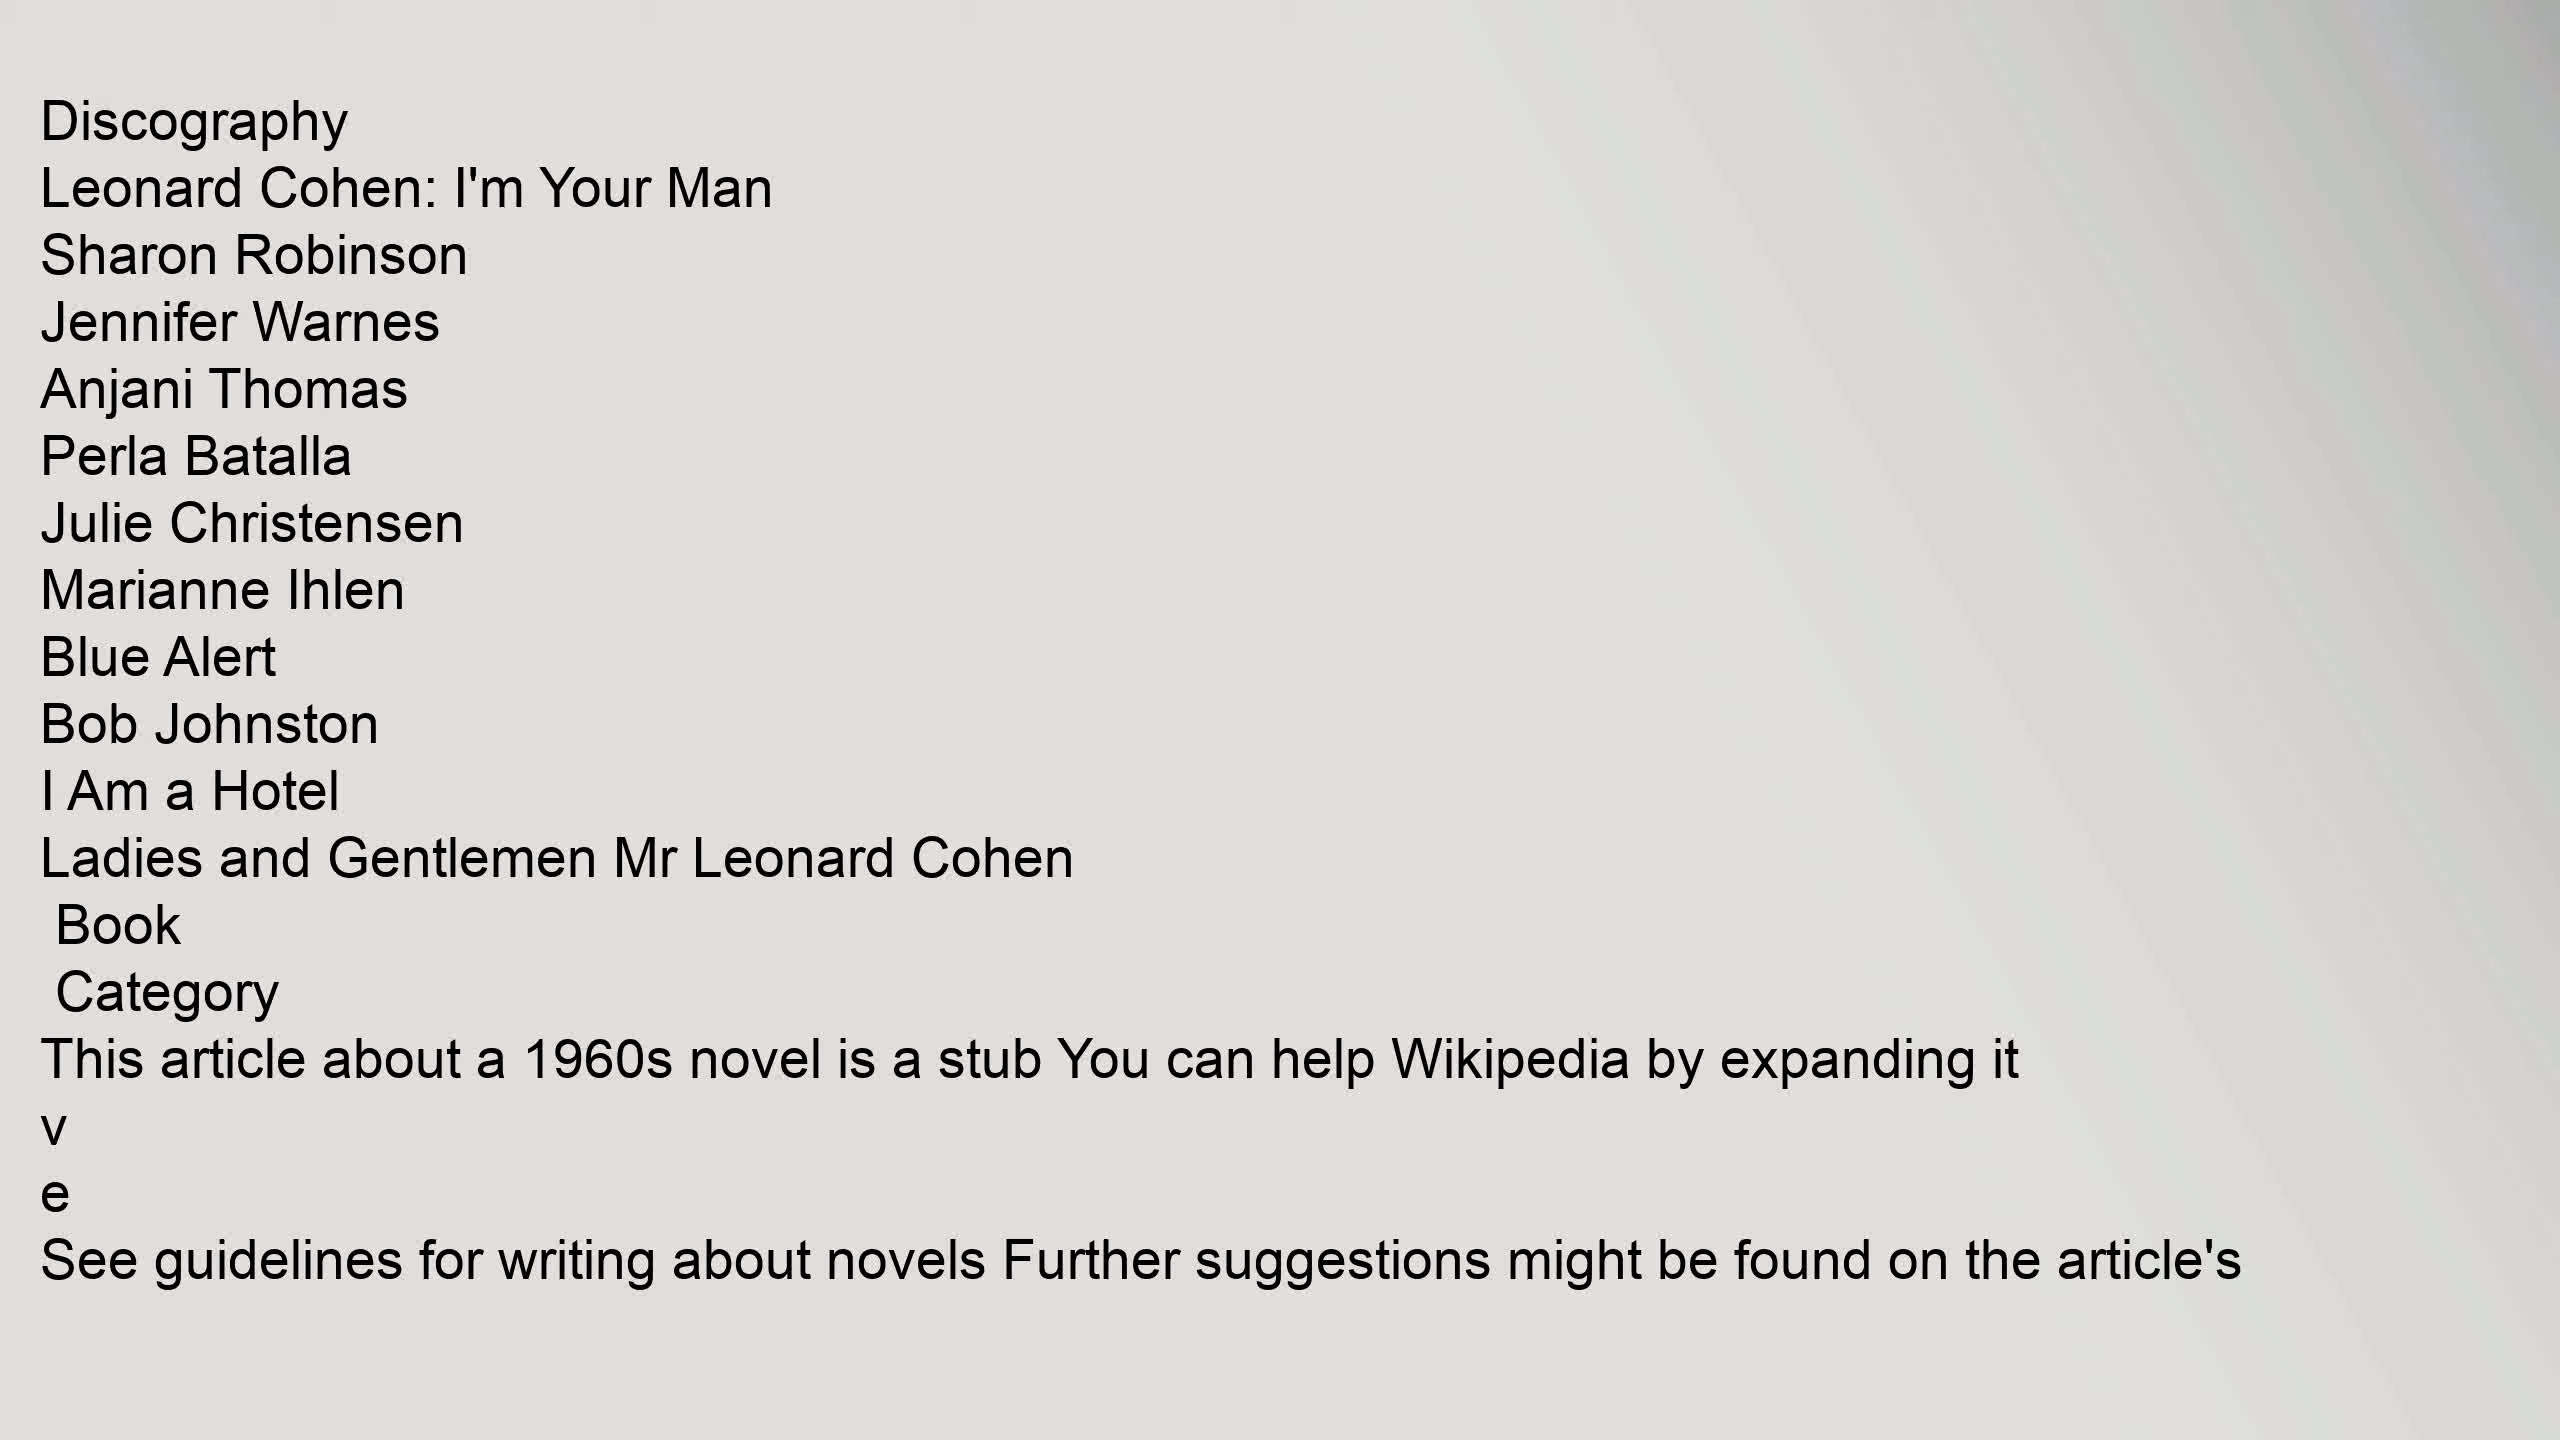 Discography
Leonard Cohen: I'm Your Man
Sharon Robinson
Jennifer Warnes
Anjani Thomas
Perla Batalla
Julie Christensen
Marianne Ihlen
Blue Alert
Bob Johnston
I Am a Hotel
Ladies and Gentlemen Mr Leonard Cohen
Book
Category
This article about a 1960s novel is a stub You can help Wikipedia by expanding it
v
e
See guidelines for writing about novels Further suggestions might be found on the article's